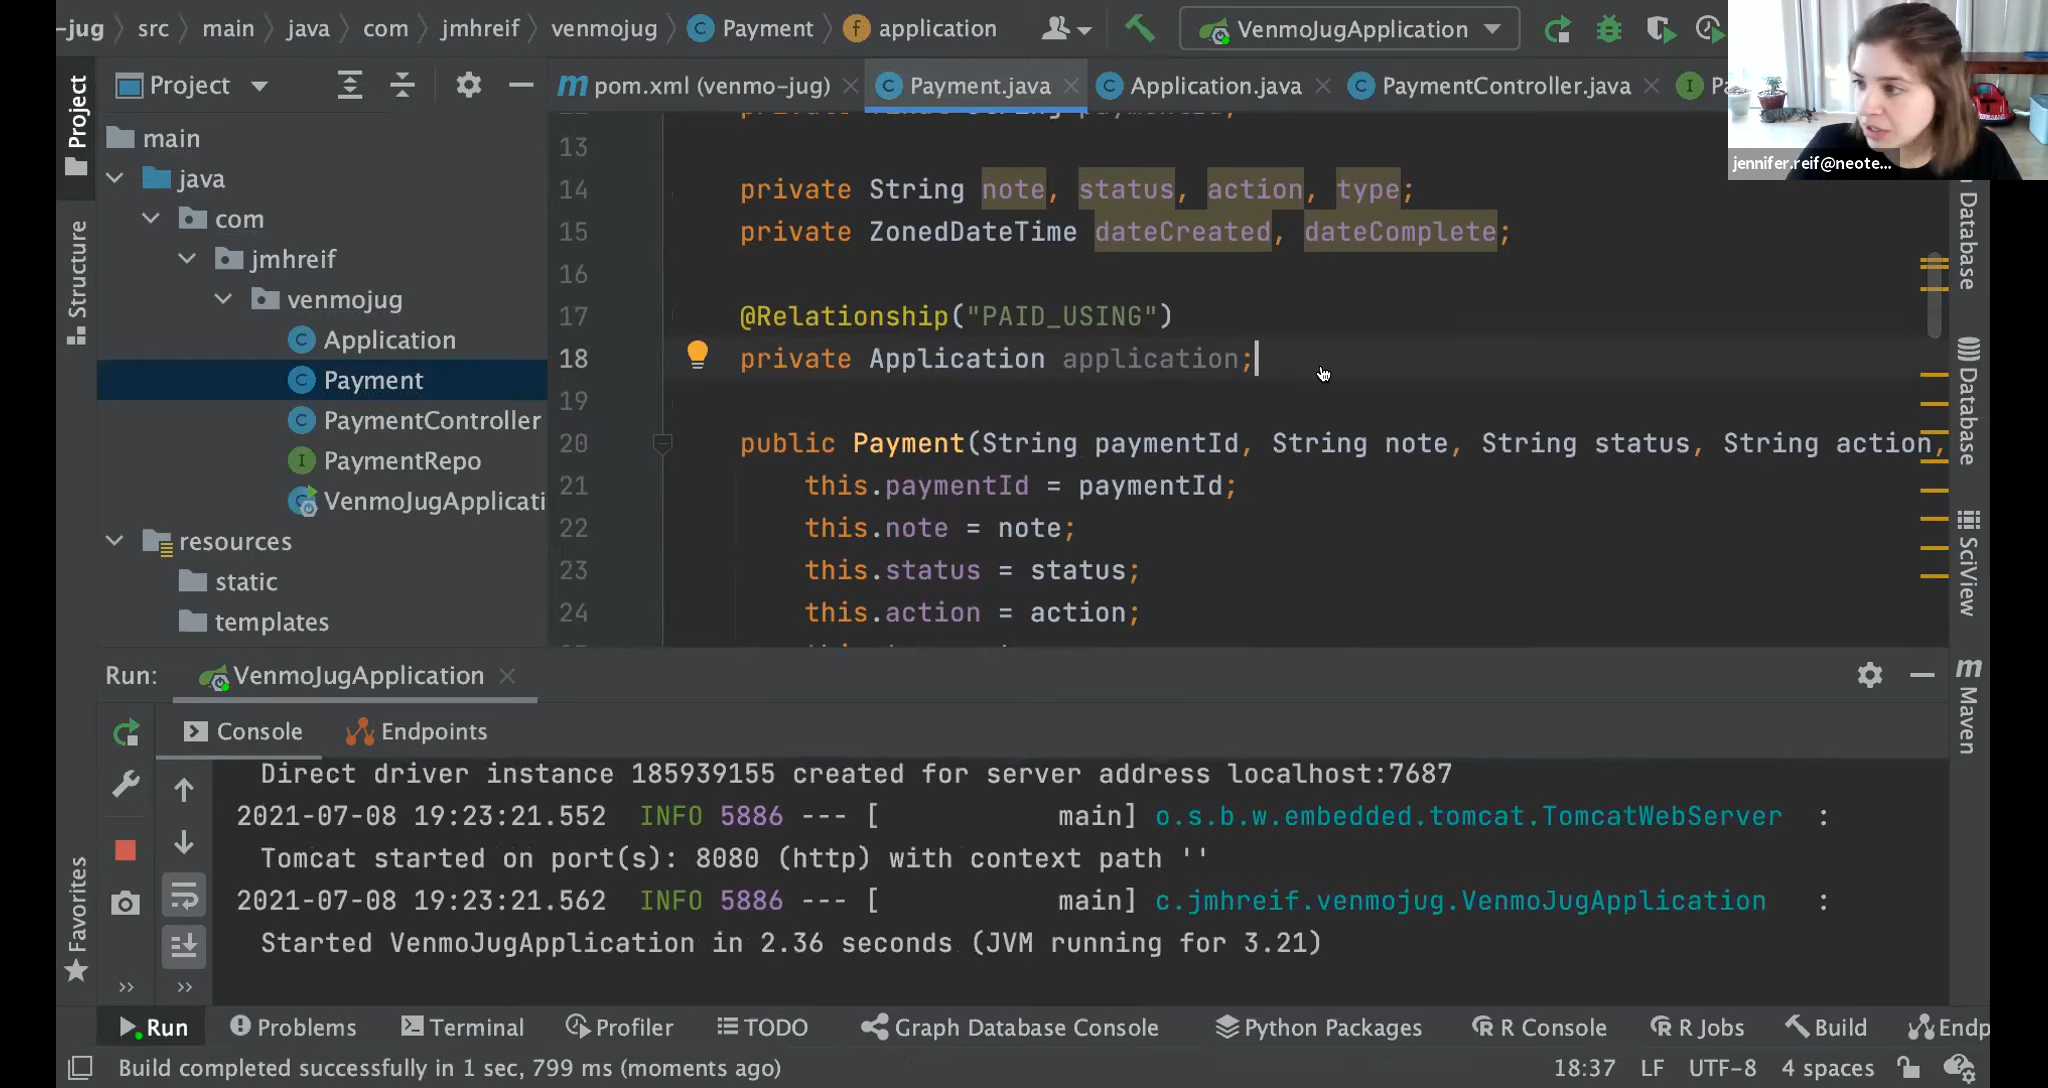 -jug src main java com jmhreif venmojug Payment application VenmoJugApplication
Project pom.xml (venmo-jug) Payment.java Application.java PaymentController.java
jennifer.reif@neote...
Project
Structure
Favorites
main
java
com
jmhreif
venmojug
Application
Payment
PaymentController
PaymentRepo
VenmoJugApplicati
resources
static
templates
13
14 private String note, status, action, type;
15 private ZonedDateTime dateCreated, dateComplete;
16
17 @Relationship("PAID_USING")
18 private Application application;
19
20 public Payment(String paymentId, String note, String status, String action,
21 this.paymentId = paymentId;
22 this.note = note;
23 this.status = status;
24 this.action = action;
Database
Database
SciView
Maven
Run: VenmoJugApplication
Console Endpoints
Direct driver instance 185939155 created for server address localhost:7687
2021-07-08 19:23:21.552 INFO 5886 --- [ main] o.s.b.w.embedded.tomcat.TomcatWebServer :
Tomcat started on port(s): 8080 (http) with context path ''
2021-07-08 19:23:21.562 INFO 5886 --- [ main] c.jmhreif.venmojug.VenmoJugApplication :
Started VenmoJugApplication in 2.36 seconds (JVM running for 3.21)
Run Problems Terminal Profiler TODO Graph Database Console Python Packages R Console R Jobs Build Endp
Build completed successfully in 1 sec, 799 ms (moments ago) 18:37 LF UTF-8 4 spaces